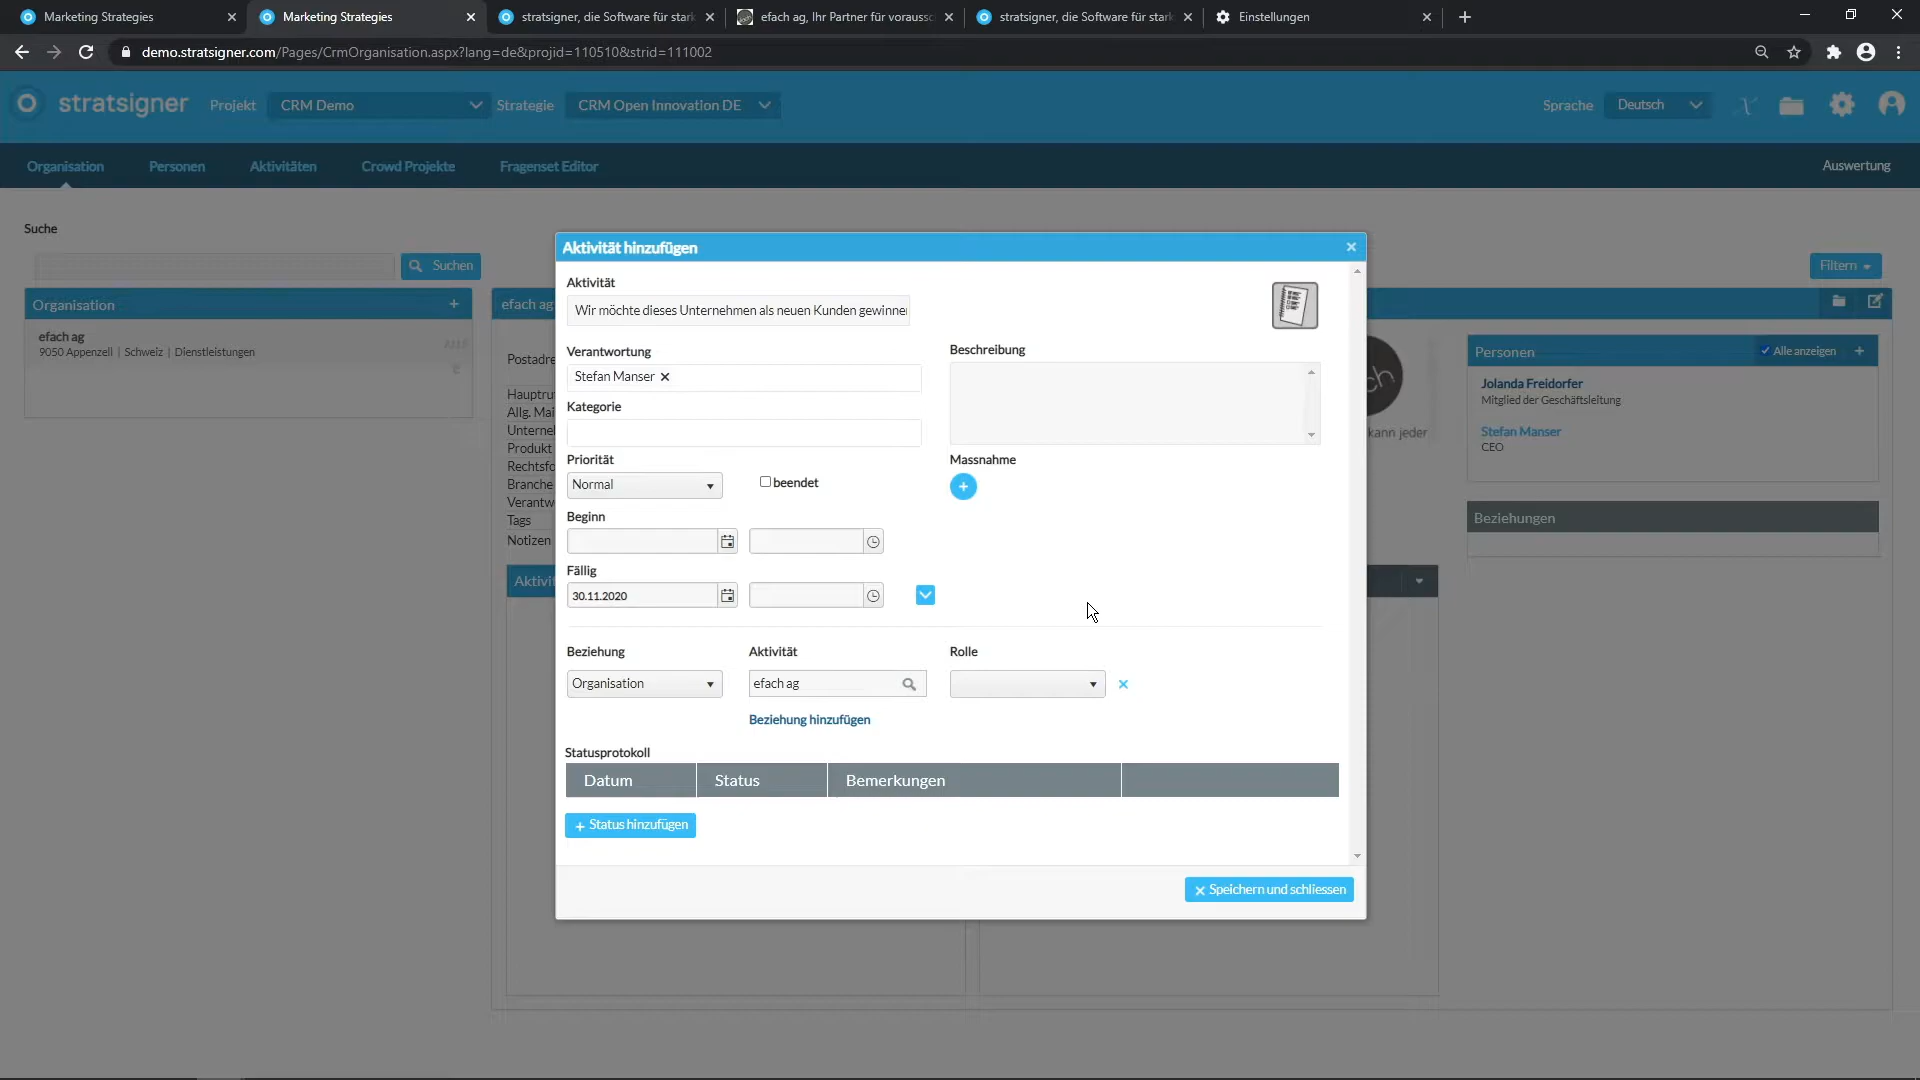 Marketing Strategies
Marketing Strategies
stratsigner, die Software für stark
efach ag, Ihr Partner für voraussc
stratsigner, die Software für stark
Einstellungen
demo.stratsigner.com/Pages/CrmOrganisation.aspx?lang=de&projid=110510&strid=111002
stratsigner
Projekt
CRM Demo
Strategie
CRM Open Innovation DE
Sprache
Deutsch
Organisation
Personen
Aktivitäten
Crowd Projekte
Fragenset Editor
Auswertung
Suche
Suchen
Filtern
Organisation
efach ag
9050 Appenzell | Schweiz | Dienstleistungen
efach ag
Postadre
Hauptru
Allg. Mai
Unterne
Produkt
Rechtsfo
Branche
Verantw
Tags
Notizen
Aktivit
Aktivität hinzufügen
Aktivität
Wir möchte dieses Unternehmen als neuen Kunden gewinne
Verantwortung
Stefan Manser
Beschreibung
Kategorie
Priorität
Normal
beendet
Massnahme
Beginn
Fällig
30.11.2020
Beziehung
Aktivität
Rolle
Organisation
efach ag
Beziehung hinzufügen
Statusprotokoll
Datum
Status
Bemerkungen
+ Status hinzufügen
Speichern und schliessen
ch
kann jeder
Personen
Alle anzeigen
Jolanda Freidorfer
Mitglied der Geschäftsleitung
Stefan Manser
CEO
Beziehungen